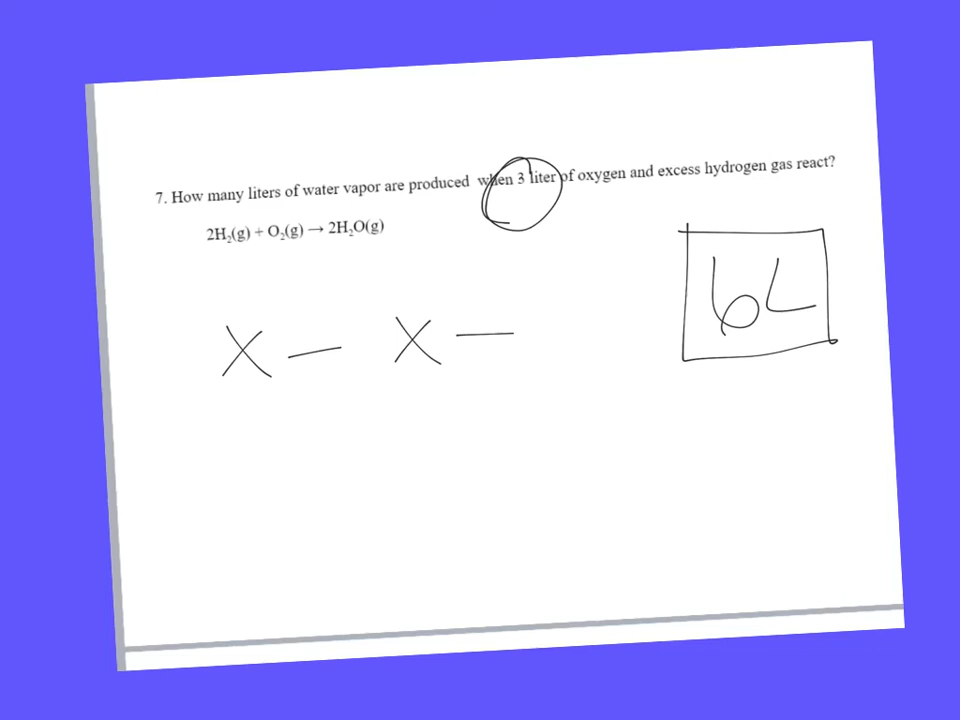 7. How many liters of water vapor are produced when 3 liter of oxygen and excess hydrogen gas react?
2H₂(g) + O₂(g) → 2H₂O(g)
6L
X — X —